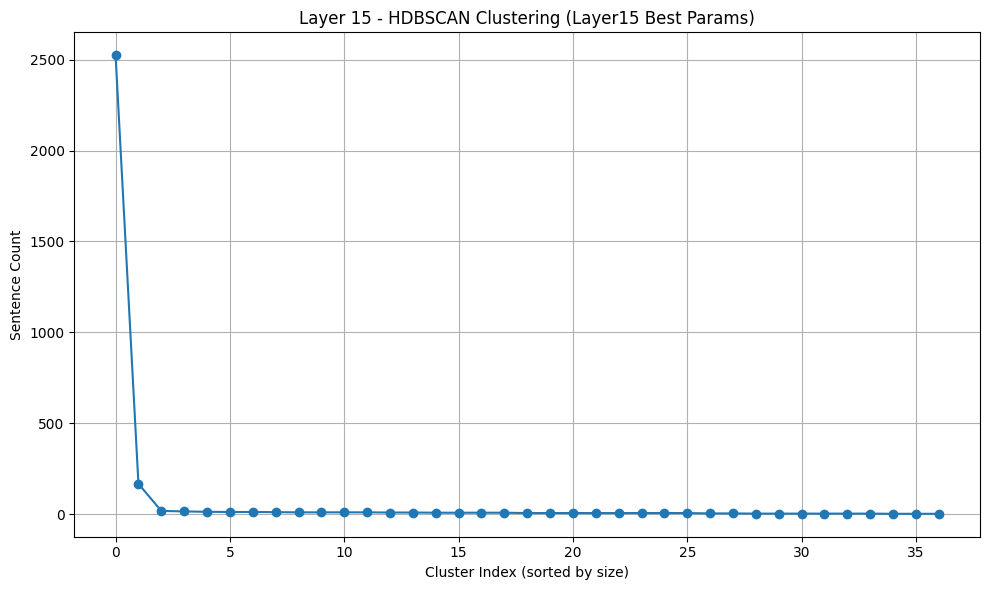 Layer 15 - HDBSCAN Clustering (Layer15 Best Params)
Sentence Count
2500
2000
1500
1000
500
0
0 5 10 15 20 25 30 35
Cluster Index (sorted by size)